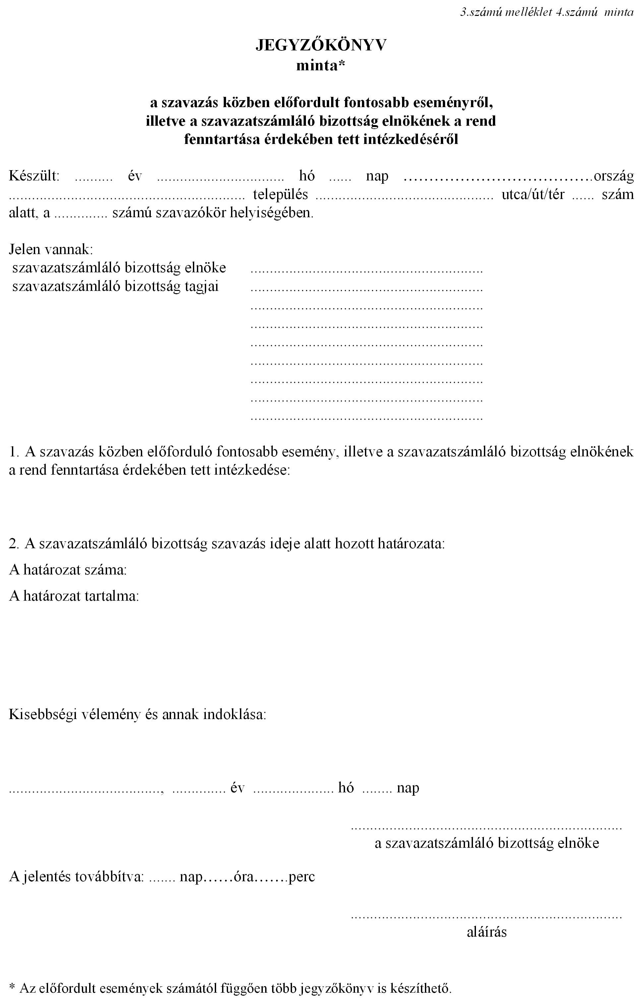 3.számú melléklet 4.számú  minta
JEGYZŐKÖNYV
minta*
a szavazás közben előfordult fontosabb eseményről,
illetve a szavazatszámláló bizottság elnökének a rend
fenntartása érdekében tett intézkedéséről
Készült: .......... év ................................. hó ...... nap ……………………………….ország
............................................................. település .............................................. utca/út/tér ...... szám
alatt, a .............. számú szavazókör helyiségében.
Jelen vannak:
szavazatszámláló bizottság elnöke ............................................................
szavazatszámláló bizottság tagjai ............................................................
............................................................
............................................................
............................................................
............................................................
............................................................
............................................................
............................................................
1. A szavazás közben előforduló fontosabb esemény, illetve a szavazatszámláló bizottság elnökének
a rend fenntartása érdekében tett intézkedése:
2. A szavazatszámláló bizottság szavazás ideje alatt hozott határozata:
A határozat száma:
A határozat tartalma:
Kisebbségi vélemény és annak indoklása:
......................................., .............. év ..................... hó ........ nap
......................................................................
a szavazatszámláló bizottság elnöke
A jelentés továbbítva: ....... nap……óra…….perc
......................................................................
aláírás
* Az előfordult események számától függően több jegyzőkönyv is készíthető.